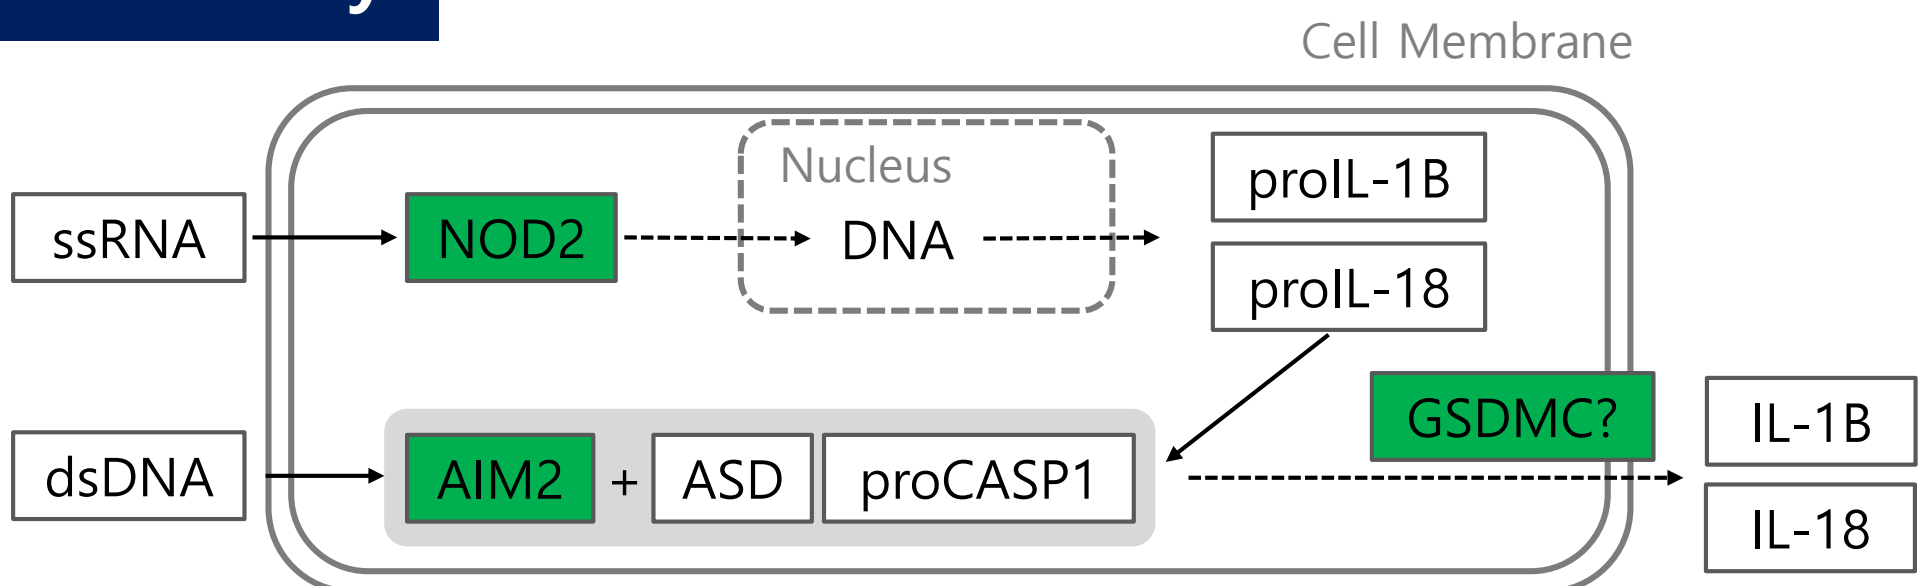 Cell Membrane
Nucleus
proIL-1B
ssRNA
NOD2
DNA
proIL-18
GSDMC?
IL-1B
dsDNA
AIM2 + ASD proCASP1
IL-18